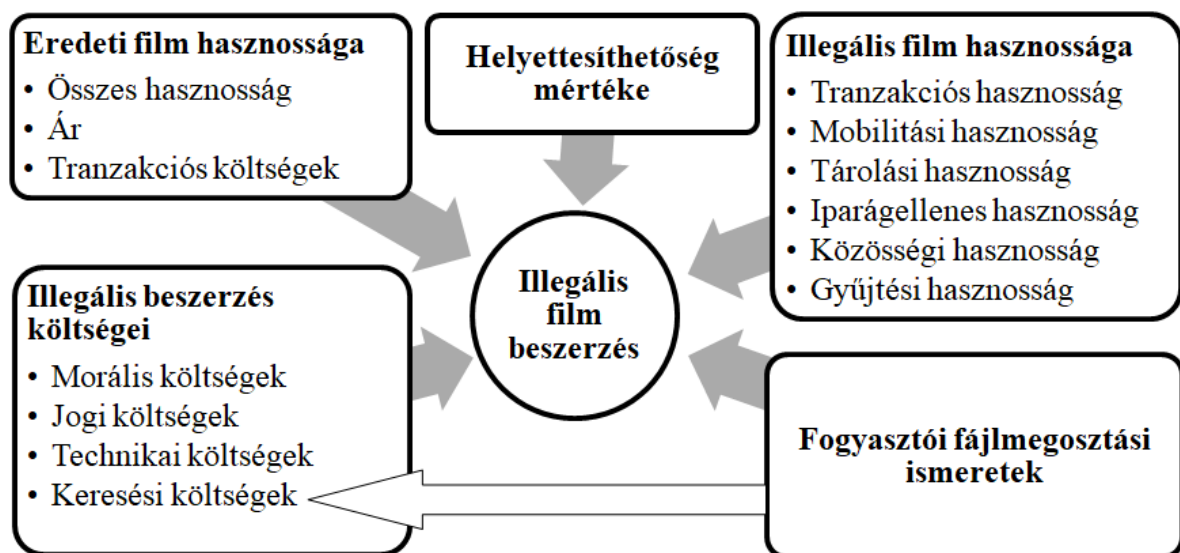 Eredeti film hasznossága
• Összes hasznosság
• Ár
• Tranzakciós költségek
Helyettesíthetőség
mértéke
Illegális film hasznossága
• Tranzakciós hasznosság
• Mobilitási hasznosság
• Tárolási hasznosság
• Iparágellenes hasznosság
• Közösségi hasznosság
• Gyűjtési hasznosság
Illegális
film
beszerzés
Illegális beszerzés
költségei
• Morális költségek
• Jogi költségek
• Technikai költségek
• Keresési költségek
Fogyasztói fájlmegosztási
ismeretek